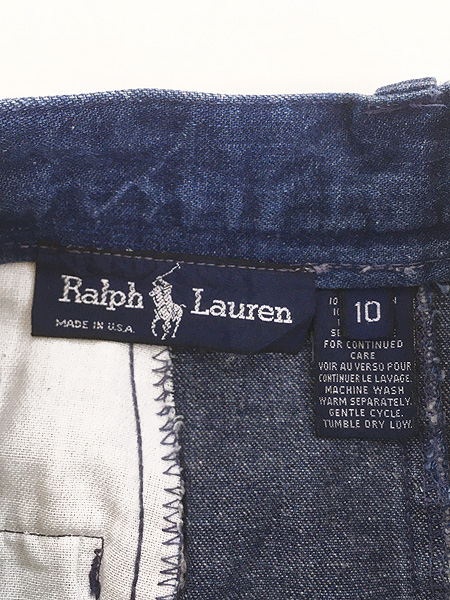 Ralph Lauren
MADE IN U.S.A.
10
FOR CONTINUED
CARE
VOIR AU VERSO POUR
CONTINUER LE LAVAGE.
MACHINE WASH
WARM SEPARATELY.
GENTLE CYCLE.
TUMBLE DRY LOW.